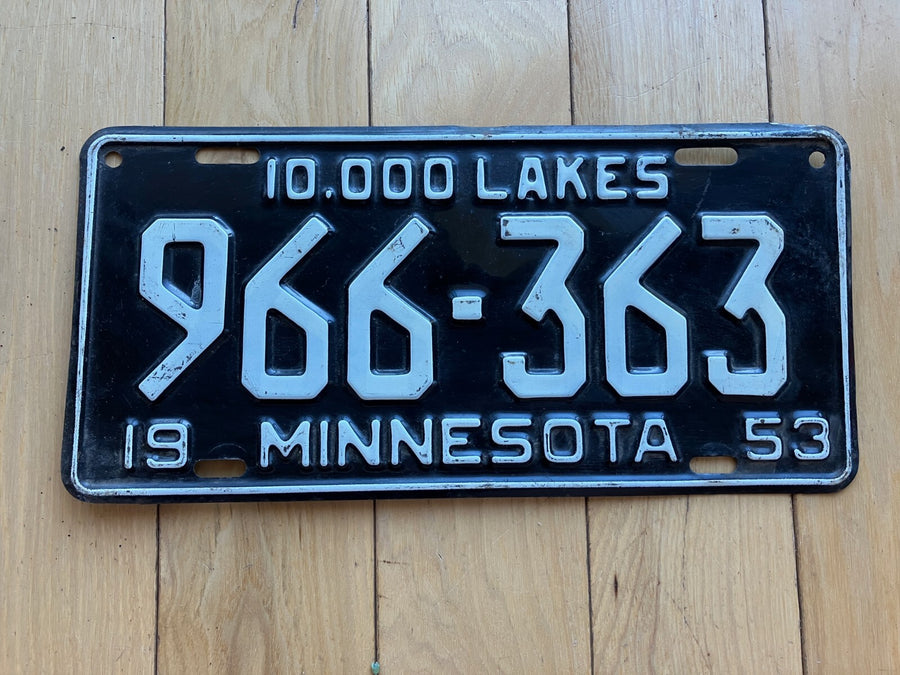 10,000 LAKES
966-363
19 MINNESOTA 53